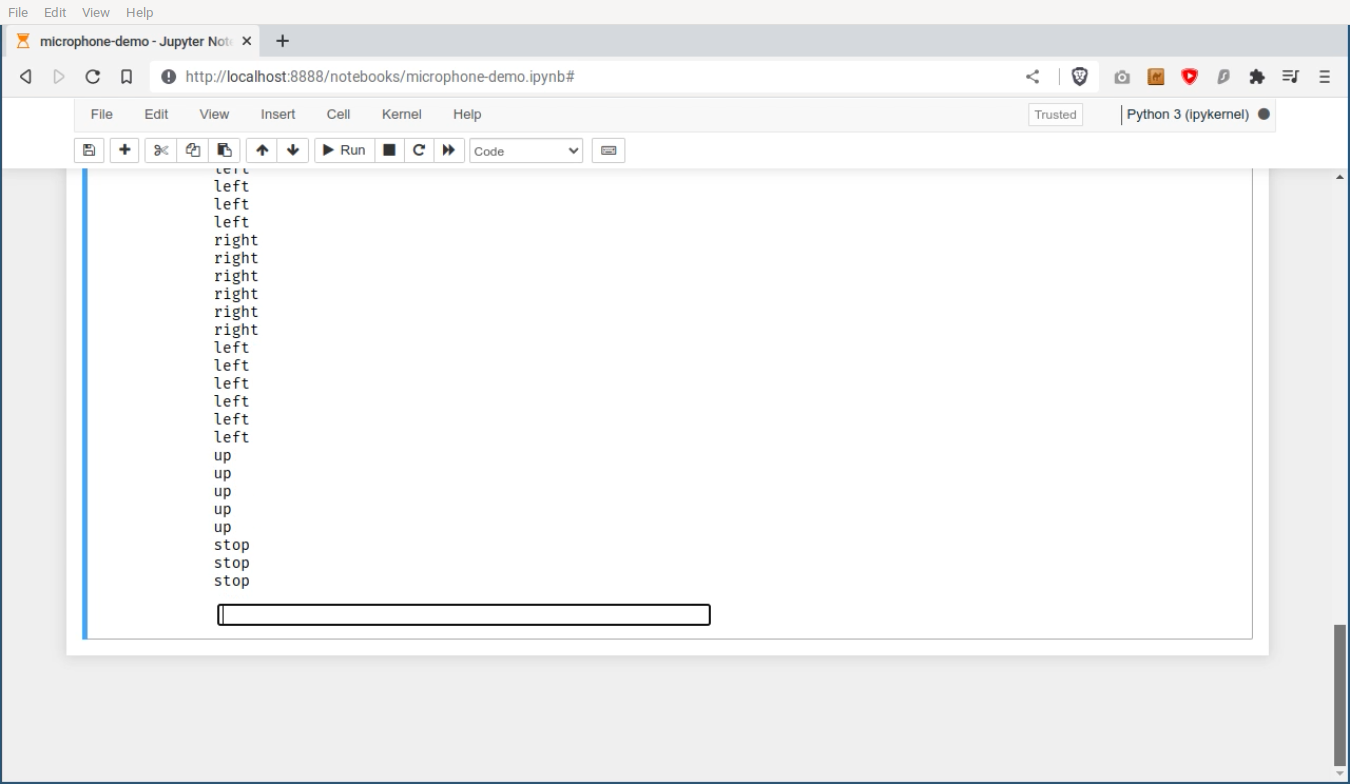 File Edit View Help
microphone-demo - Jupyter Not
http://localhost:8888/notebooks/microphone-demo.ipynb#
File Edit View Insert Cell Kernel Help Trusted Python 3 (ipykernel)
Run Code
left
left
left
left
right
right
right
right
right
right
left
left
left
left
left
left
up
up
up
up
up
stop
stop
stop